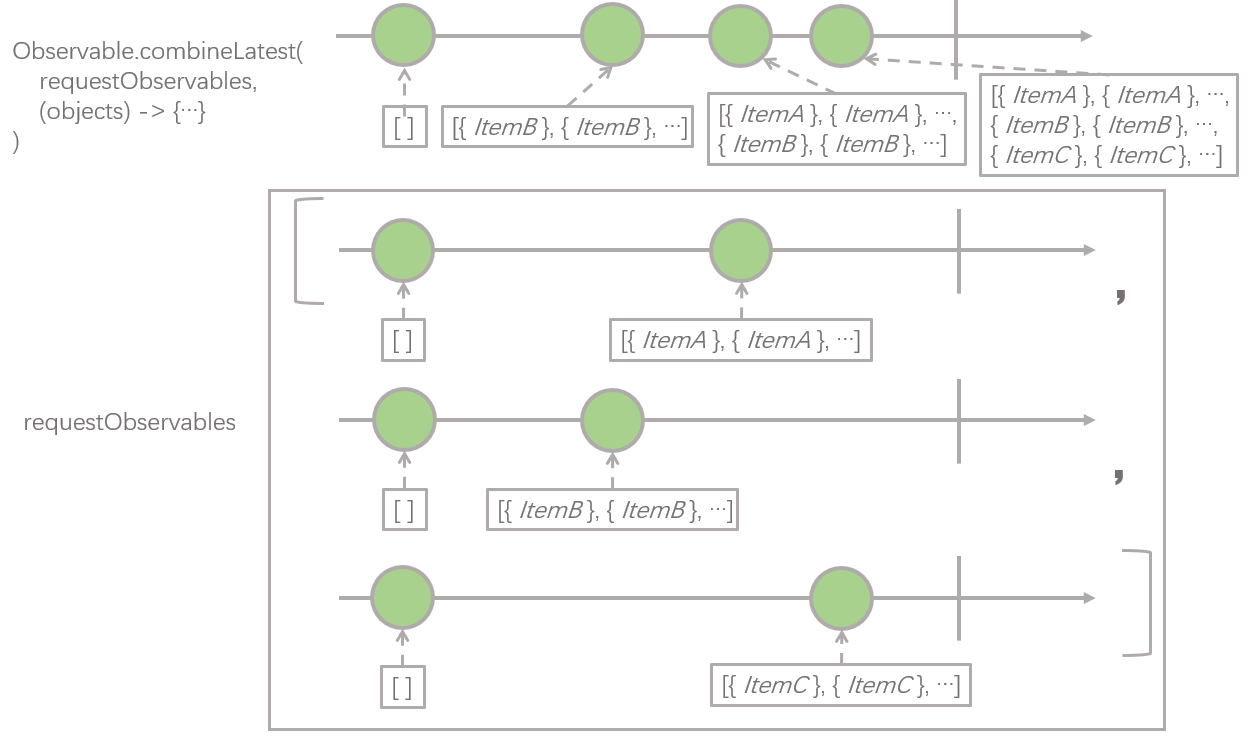 Observable.combineLatest(
requestObservables,
(objects) -> {···}
)
[ ]
[{ ItemB }, { ItemB }, ···]
[{ ItemA }, { ItemA }, ···,
{ ItemB }, { ItemB }, ···]
[{ ItemA }, { ItemA }, ···,
{ ItemB }, { ItemB }, ···,
{ ItemC }, { ItemC }, ···]
[ ]
[{ ItemA }, { ItemA }, ···]
,
requestObservables
[ ]
[{ ItemB }, { ItemB }, ···]
,
[ ]
[{ ItemC }, { ItemC }, ···]